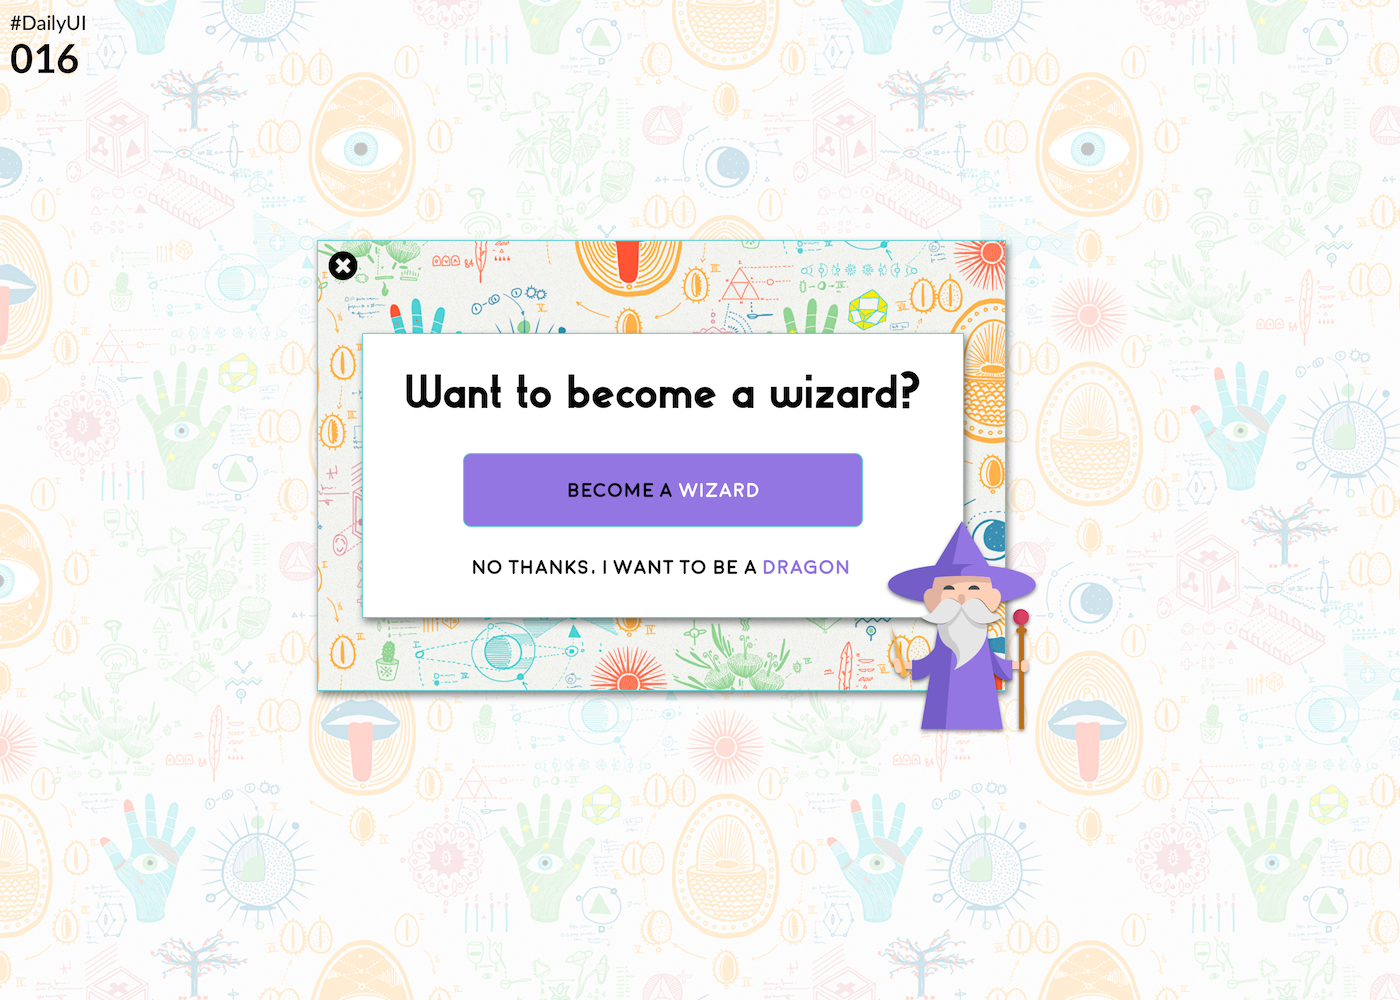 #DailyUI
016
Want to become a wizard?
BECOME A WIZARD
NO THANKS. I WANT TO BE A DRAGON